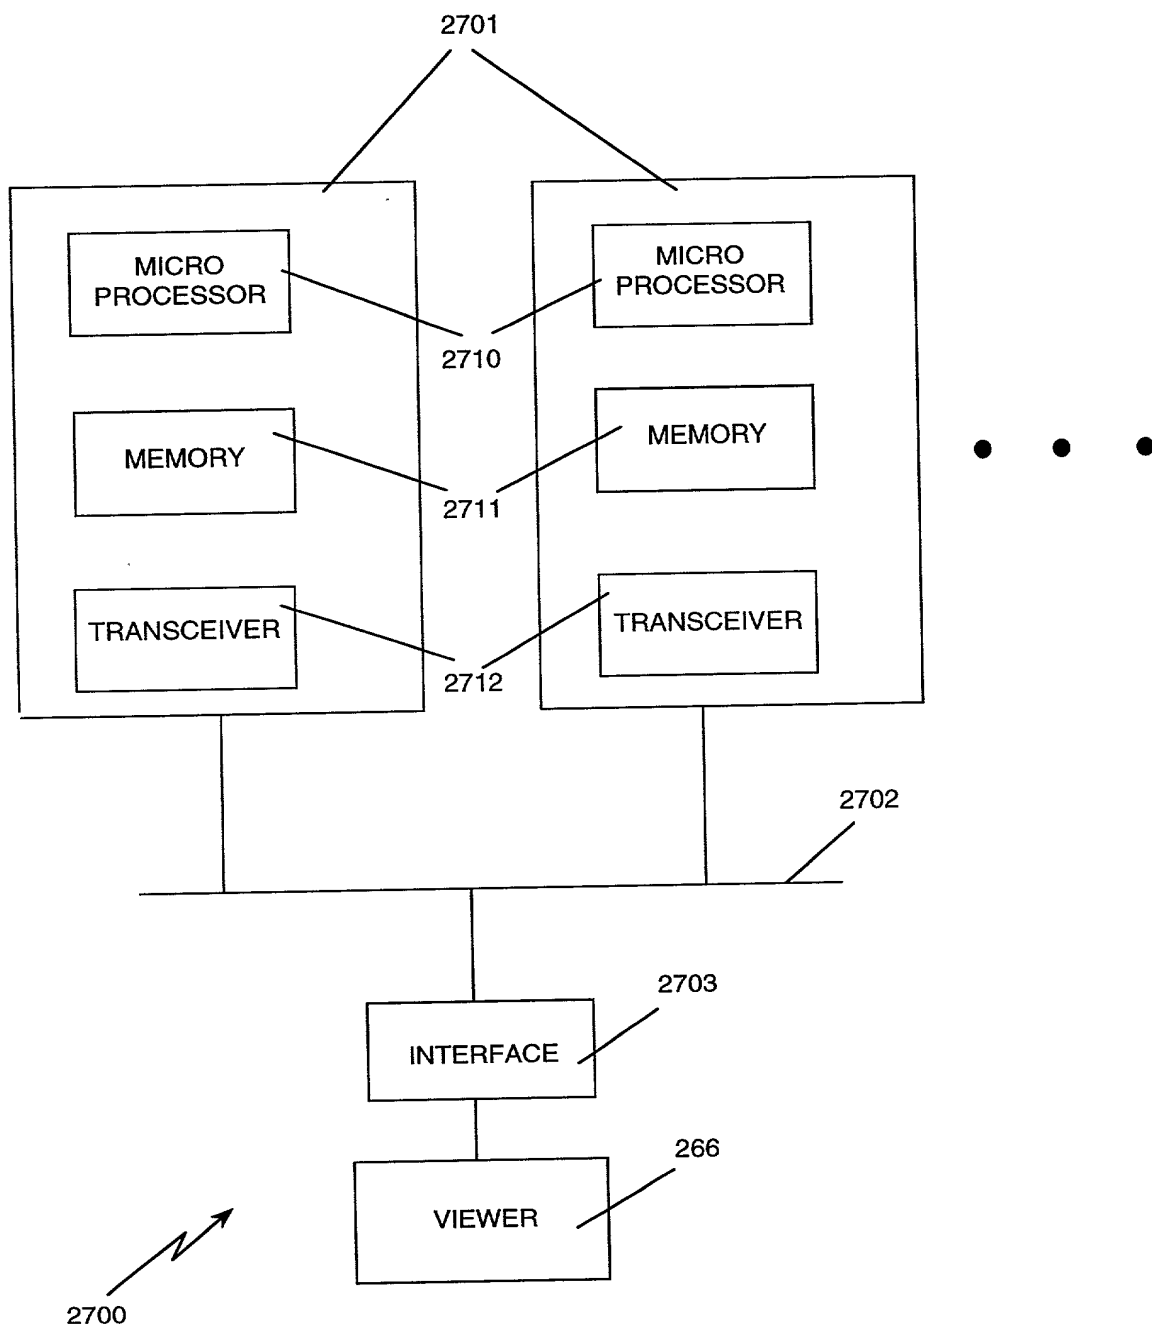 2701
MICRO
PROCESSOR
MICRO
PROCESSOR
2710
MEMORY
MEMORY
2711
TRANSCEIVER
TRANSCEIVER
2712
2702
2703
INTERFACE
266
VIEWER
2700